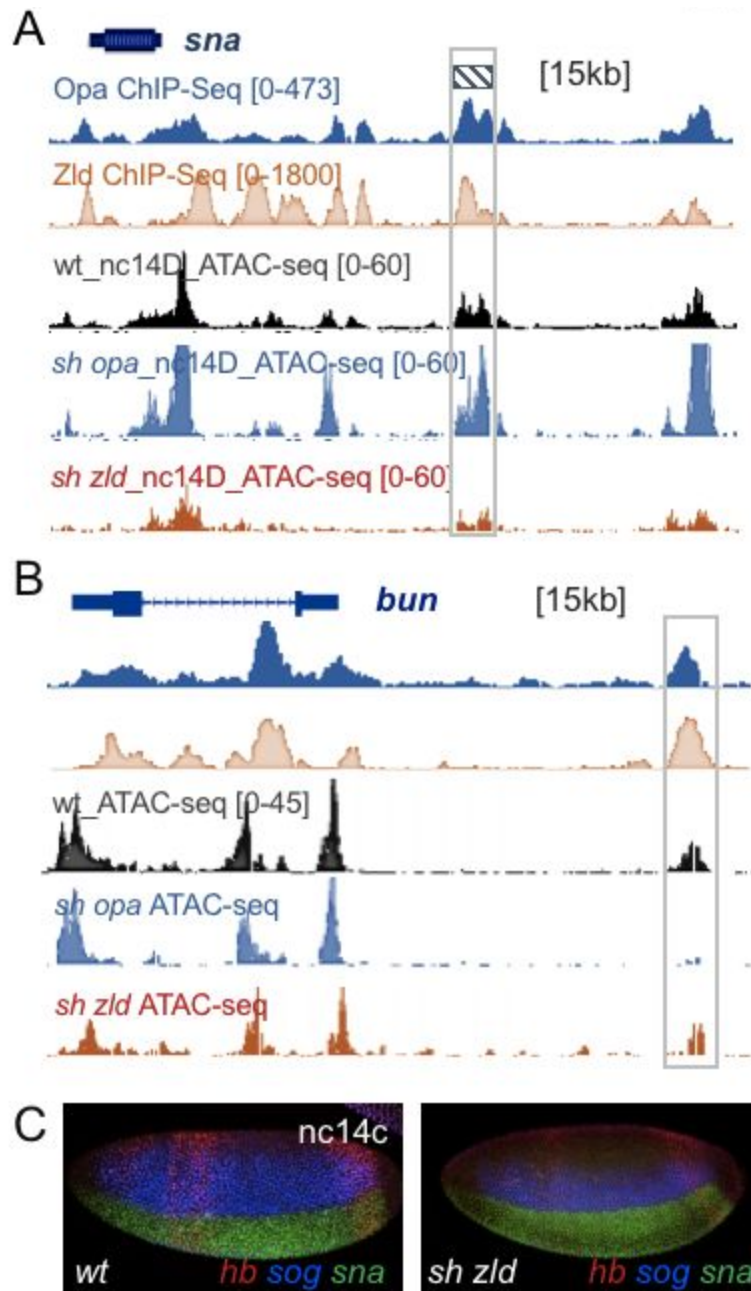 A
sna
[15kb]
Opa ChIP-Seq [0-473]
Zld ChIP-Seq [0-1800]
wt_nc14D_ATAC-seq [0-60]
sh opa_nc14D_ATAC-seq [0-60]
sh zld_nc14D_ATAC-seq [0-60]
B
bun [15kb]
wt_ATAC-seq [0-45]
sh opa ATAC-seq
sh zld ATAC-seq
C
nc14c
wt hb sog sna
sh zld hb sog sna